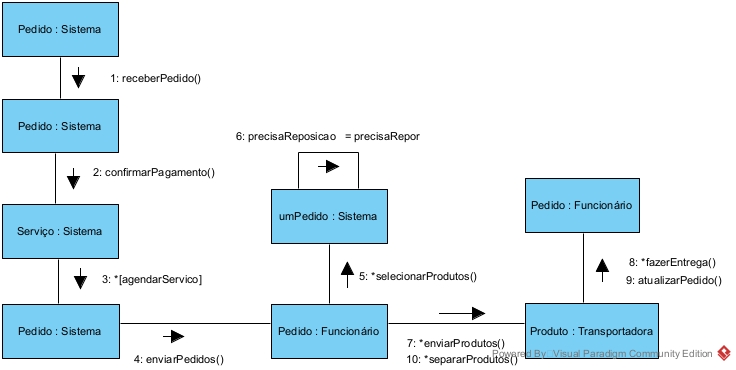 Pedido : Sistema
1: receberPedido()
Pedido : Sistema
2: confirmarPagamento()
6: precisaReposicao = precisaRepor
Serviço : Sistema
umPedido : Sistema
Pedido : Funcionário
3: *[agendarServico]
5: *selecionarProdutos()
8: *fazerEntrega()
9: atualizarPedido()
Pedido : Sistema
4: enviarPedidos()
Pedido : Funcionário
7: *enviarProdutos()
10: *separarProdutos()
Produto : Transportadora
Powered By: Visual Paradigm Community Edition